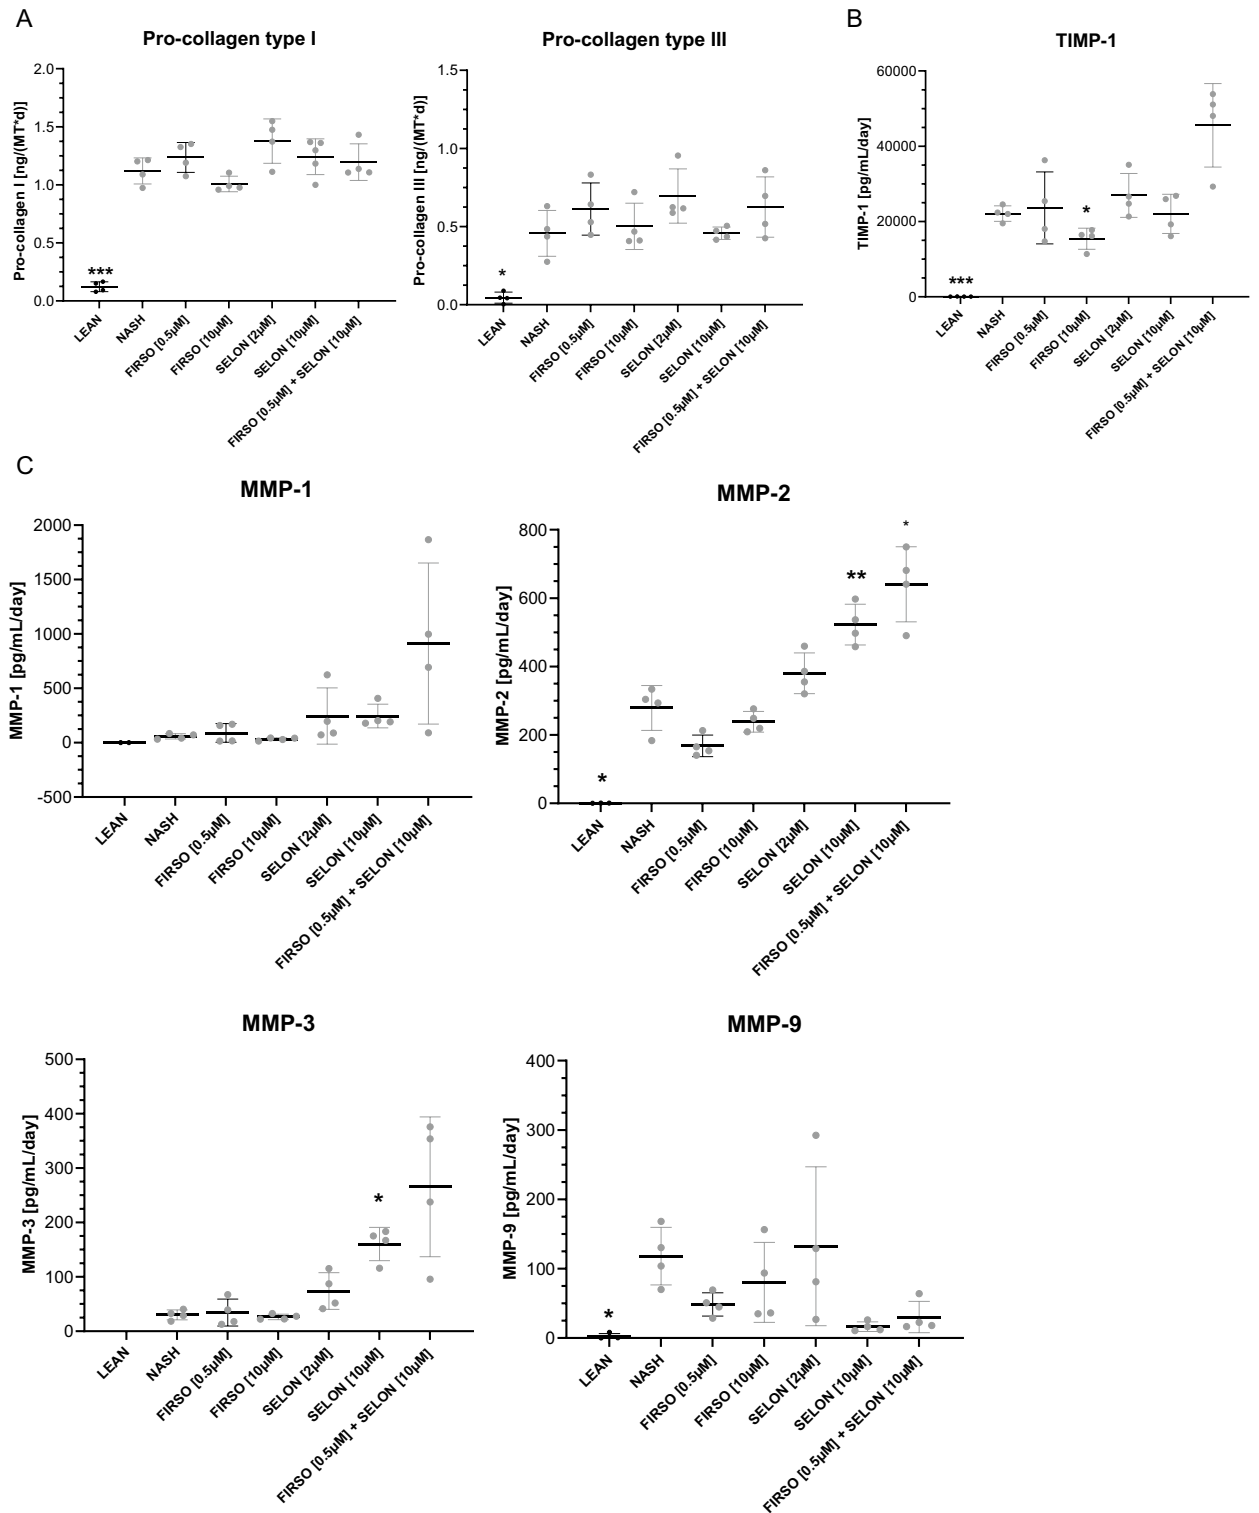 A
Pro-collagen type I
Pro-collagen I [ng/(MT*d)]
2.0
1.5
1.0
0.5
0.0
***
LEAN
NASH
FIRSO [0.5µM]
FIRSO [10µM]
SELON [2µM]
SELON [10µM]
FIRSO [0.5µM] + SELON [10µM]
Pro-collagen type III
Pro-collagen III [ng/(MT*d)]
1.5
1.0
0.5
0.0
*
LEAN
NASH
FIRSO [0.5µM]
FIRSO [10µM]
SELON [2µM]
SELON [10µM]
FIRSO [0.5µM] + SELON [10µM]
B
TIMP-1
TIMP-1 [pg/mL/day]
60000
40000
20000
0
***
*
LEAN
NASH
FIRSO [0.5µM]
FIRSO [10µM]
SELON [2µM]
SELON [10µM]
FIRSO [0.5µM] + SELON [10µM]
C
MMP-1
MMP-1 [pg/mL/day]
2000
1500
1000
500
0
-500
LEAN
NASH
FIRSO [0.5µM]
FIRSO [10µM]
SELON [2µM]
SELON [10µM]
FIRSO [0.5µM] + SELON [10µM]
MMP-2
MMP-2 [pg/mL/day]
800
600
400
200
0
*
**
*
LEAN
NASH
FIRSO [0.5µM]
FIRSO [10µM]
SELON [2µM]
SELON [10µM]
FIRSO [0.5µM] + SELON [10µM]
MMP-3
MMP-3 [pg/mL/day]
500
400
300
200
100
0
*
LEAN
NASH
FIRSO [0.5µM]
FIRSO [10µM]
SELON [2µM]
SELON [10µM]
FIRSO [0.5µM] + SELON [10µM]
MMP-9
MMP-9 [pg/mL/day]
400
300
200
100
0
*
LEAN
NASH
FIRSO [0.5µM]
FIRSO [10µM]
SELON [2µM]
SELON [10µM]
FIRSO [0.5µM] + SELON [10µM]